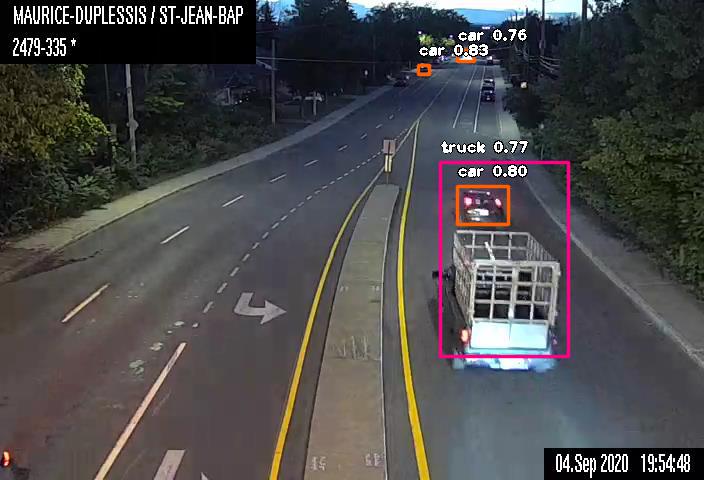 MAURICE-DUPLESSIS / ST-JEAN-BAP
2479-335 *
car 0.76
car 0.83
truck 0.77
car 0.80
04.Sep 2020 19:54:48